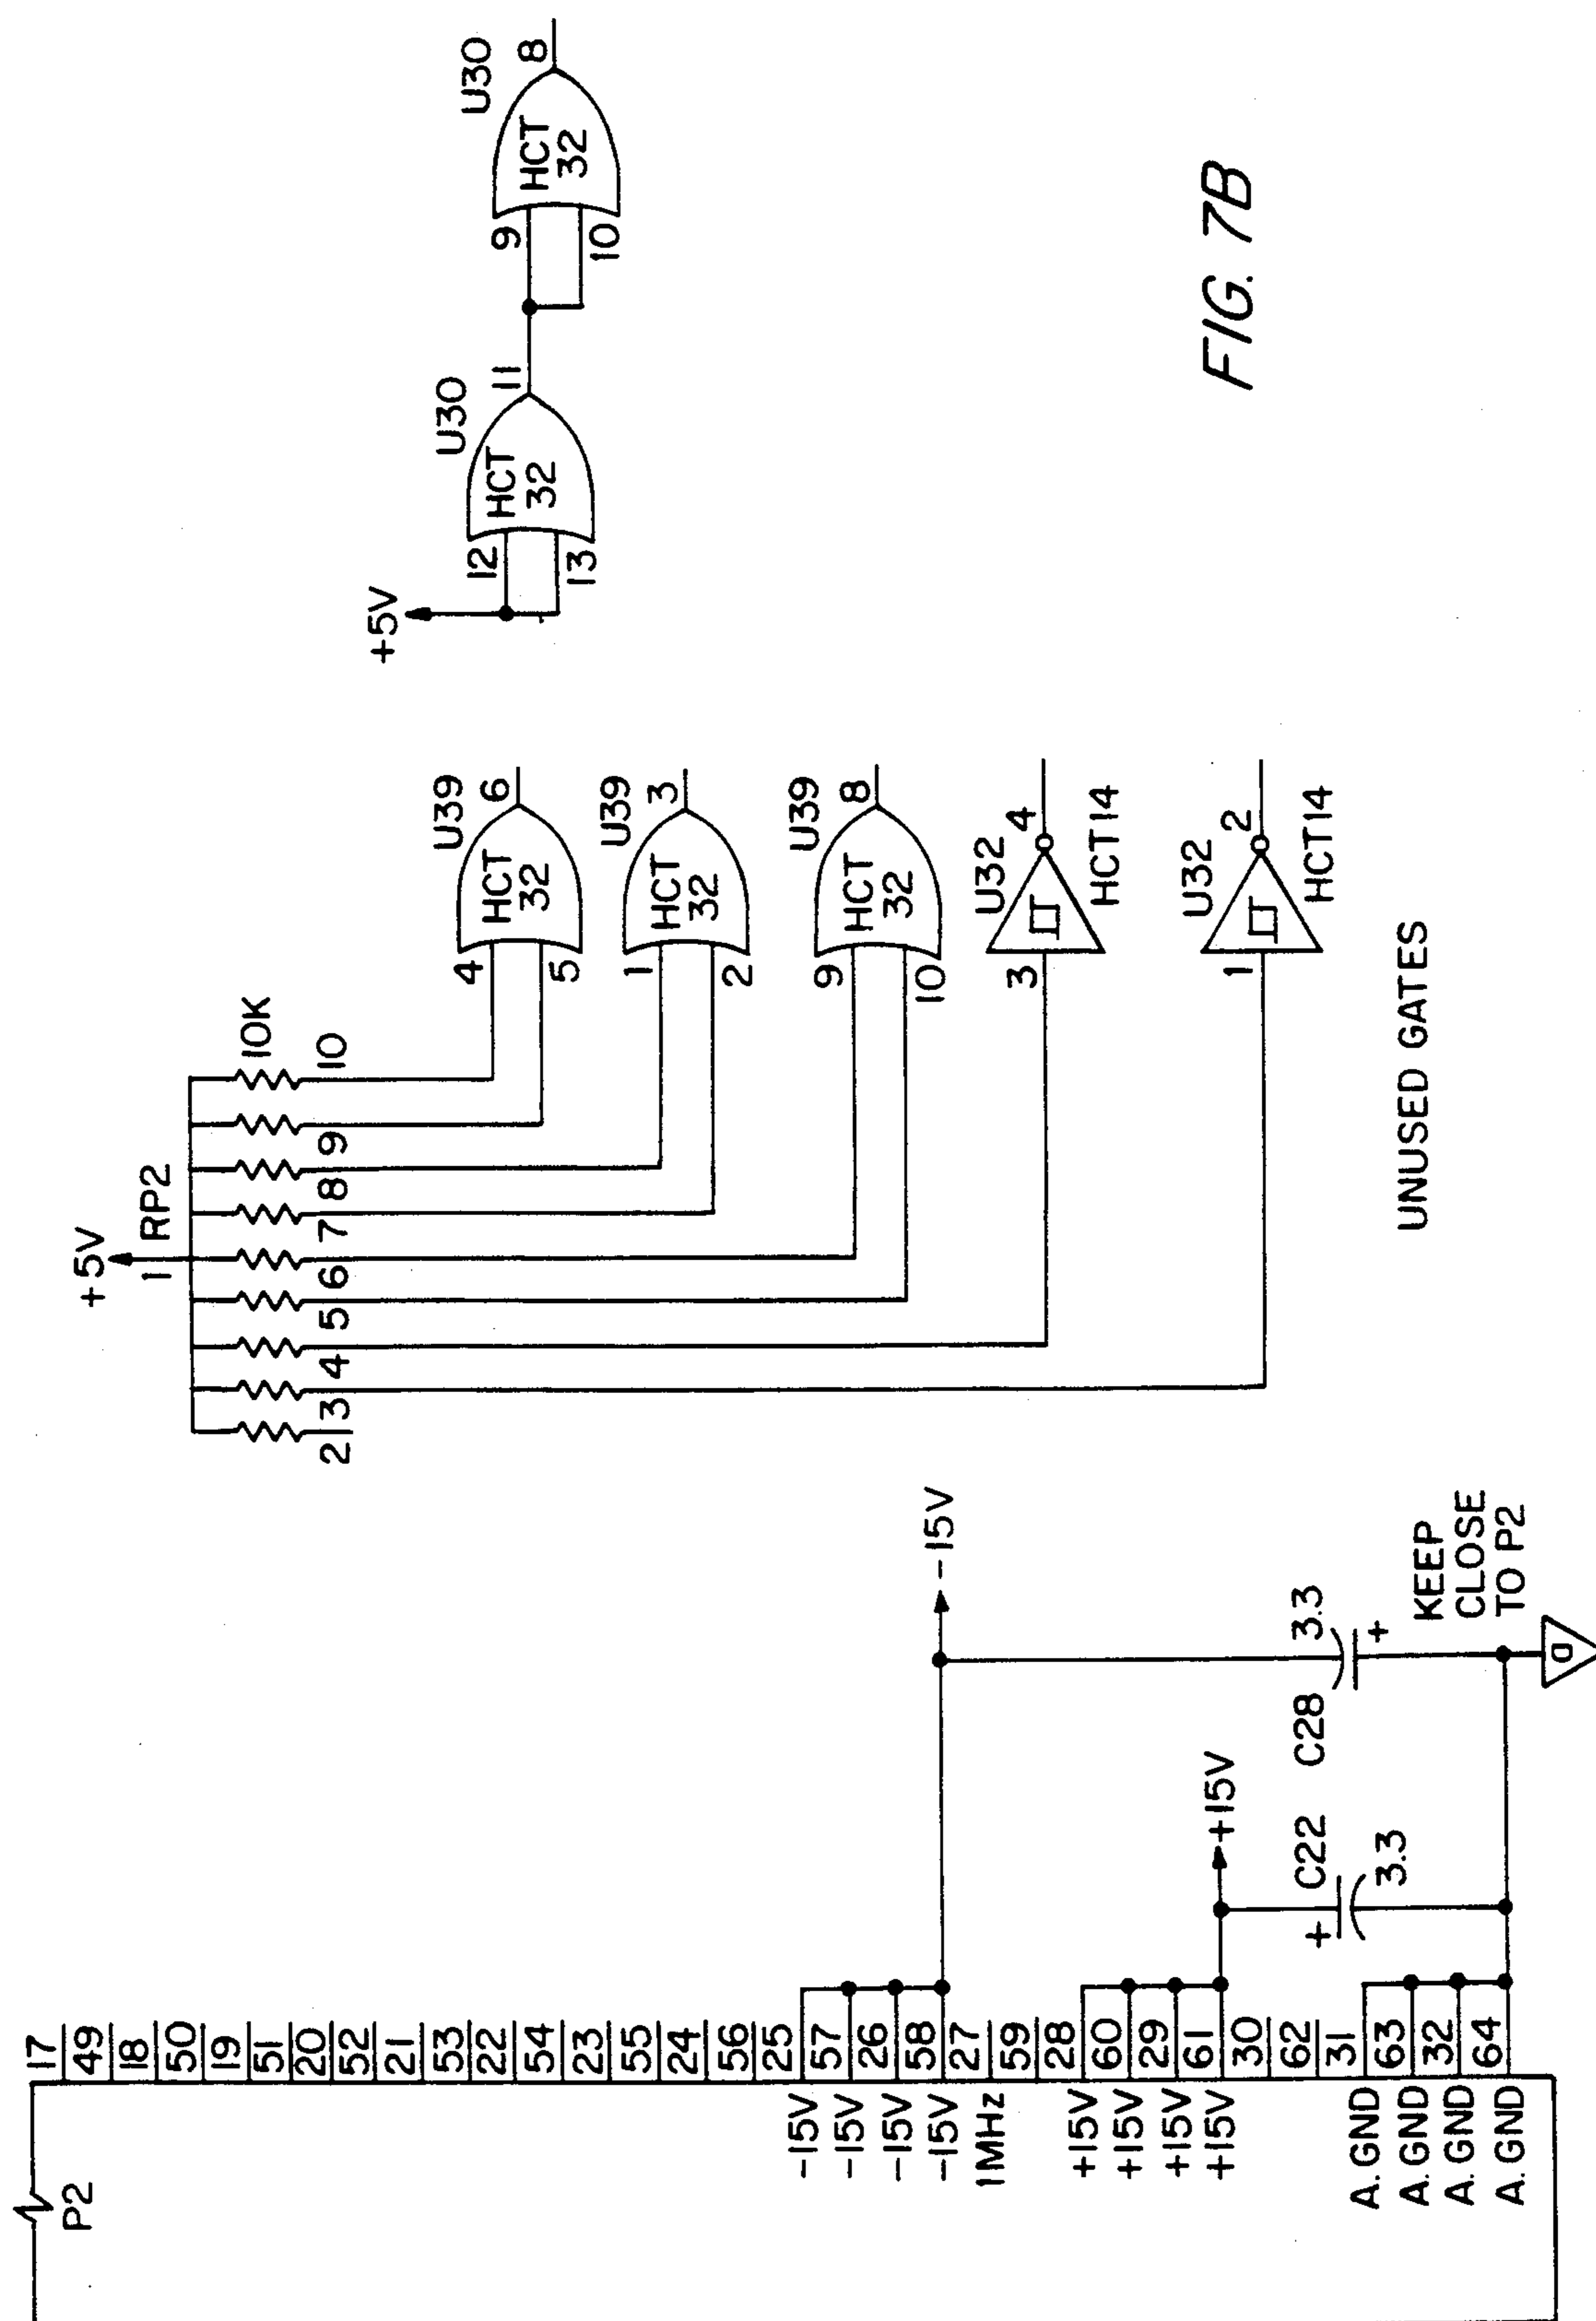 P2
17
49
18
50
19
51
20
52
21
53
22
54
23
55
24
56
25
-15V 57
-15V 26
-15V 58
-15V 27
1MHz 59
28
+15V 60
+15V 29
+15V 61
+15V 30
62
31
A.GND 63
A.GND 32
A.GND 64
A.GND
-15V
+15V
C22
+
3.3
C28
3.3
+
KEEP
CLOSE
TO P2
+5V
1 RP2
10K
2 3 4 5 6 7 8 9 10
4
5
HCT
32
U39
6
1
2
HCT
32
U39
3
9
10
HCT
32
U39
8
3
U32
4
HCT14
1
U32
2
HCT14
UNUSED GATES
+5V
12
13
HCT
32
U30
11
9
10
HCT
32
U30
8
FIG. 7B